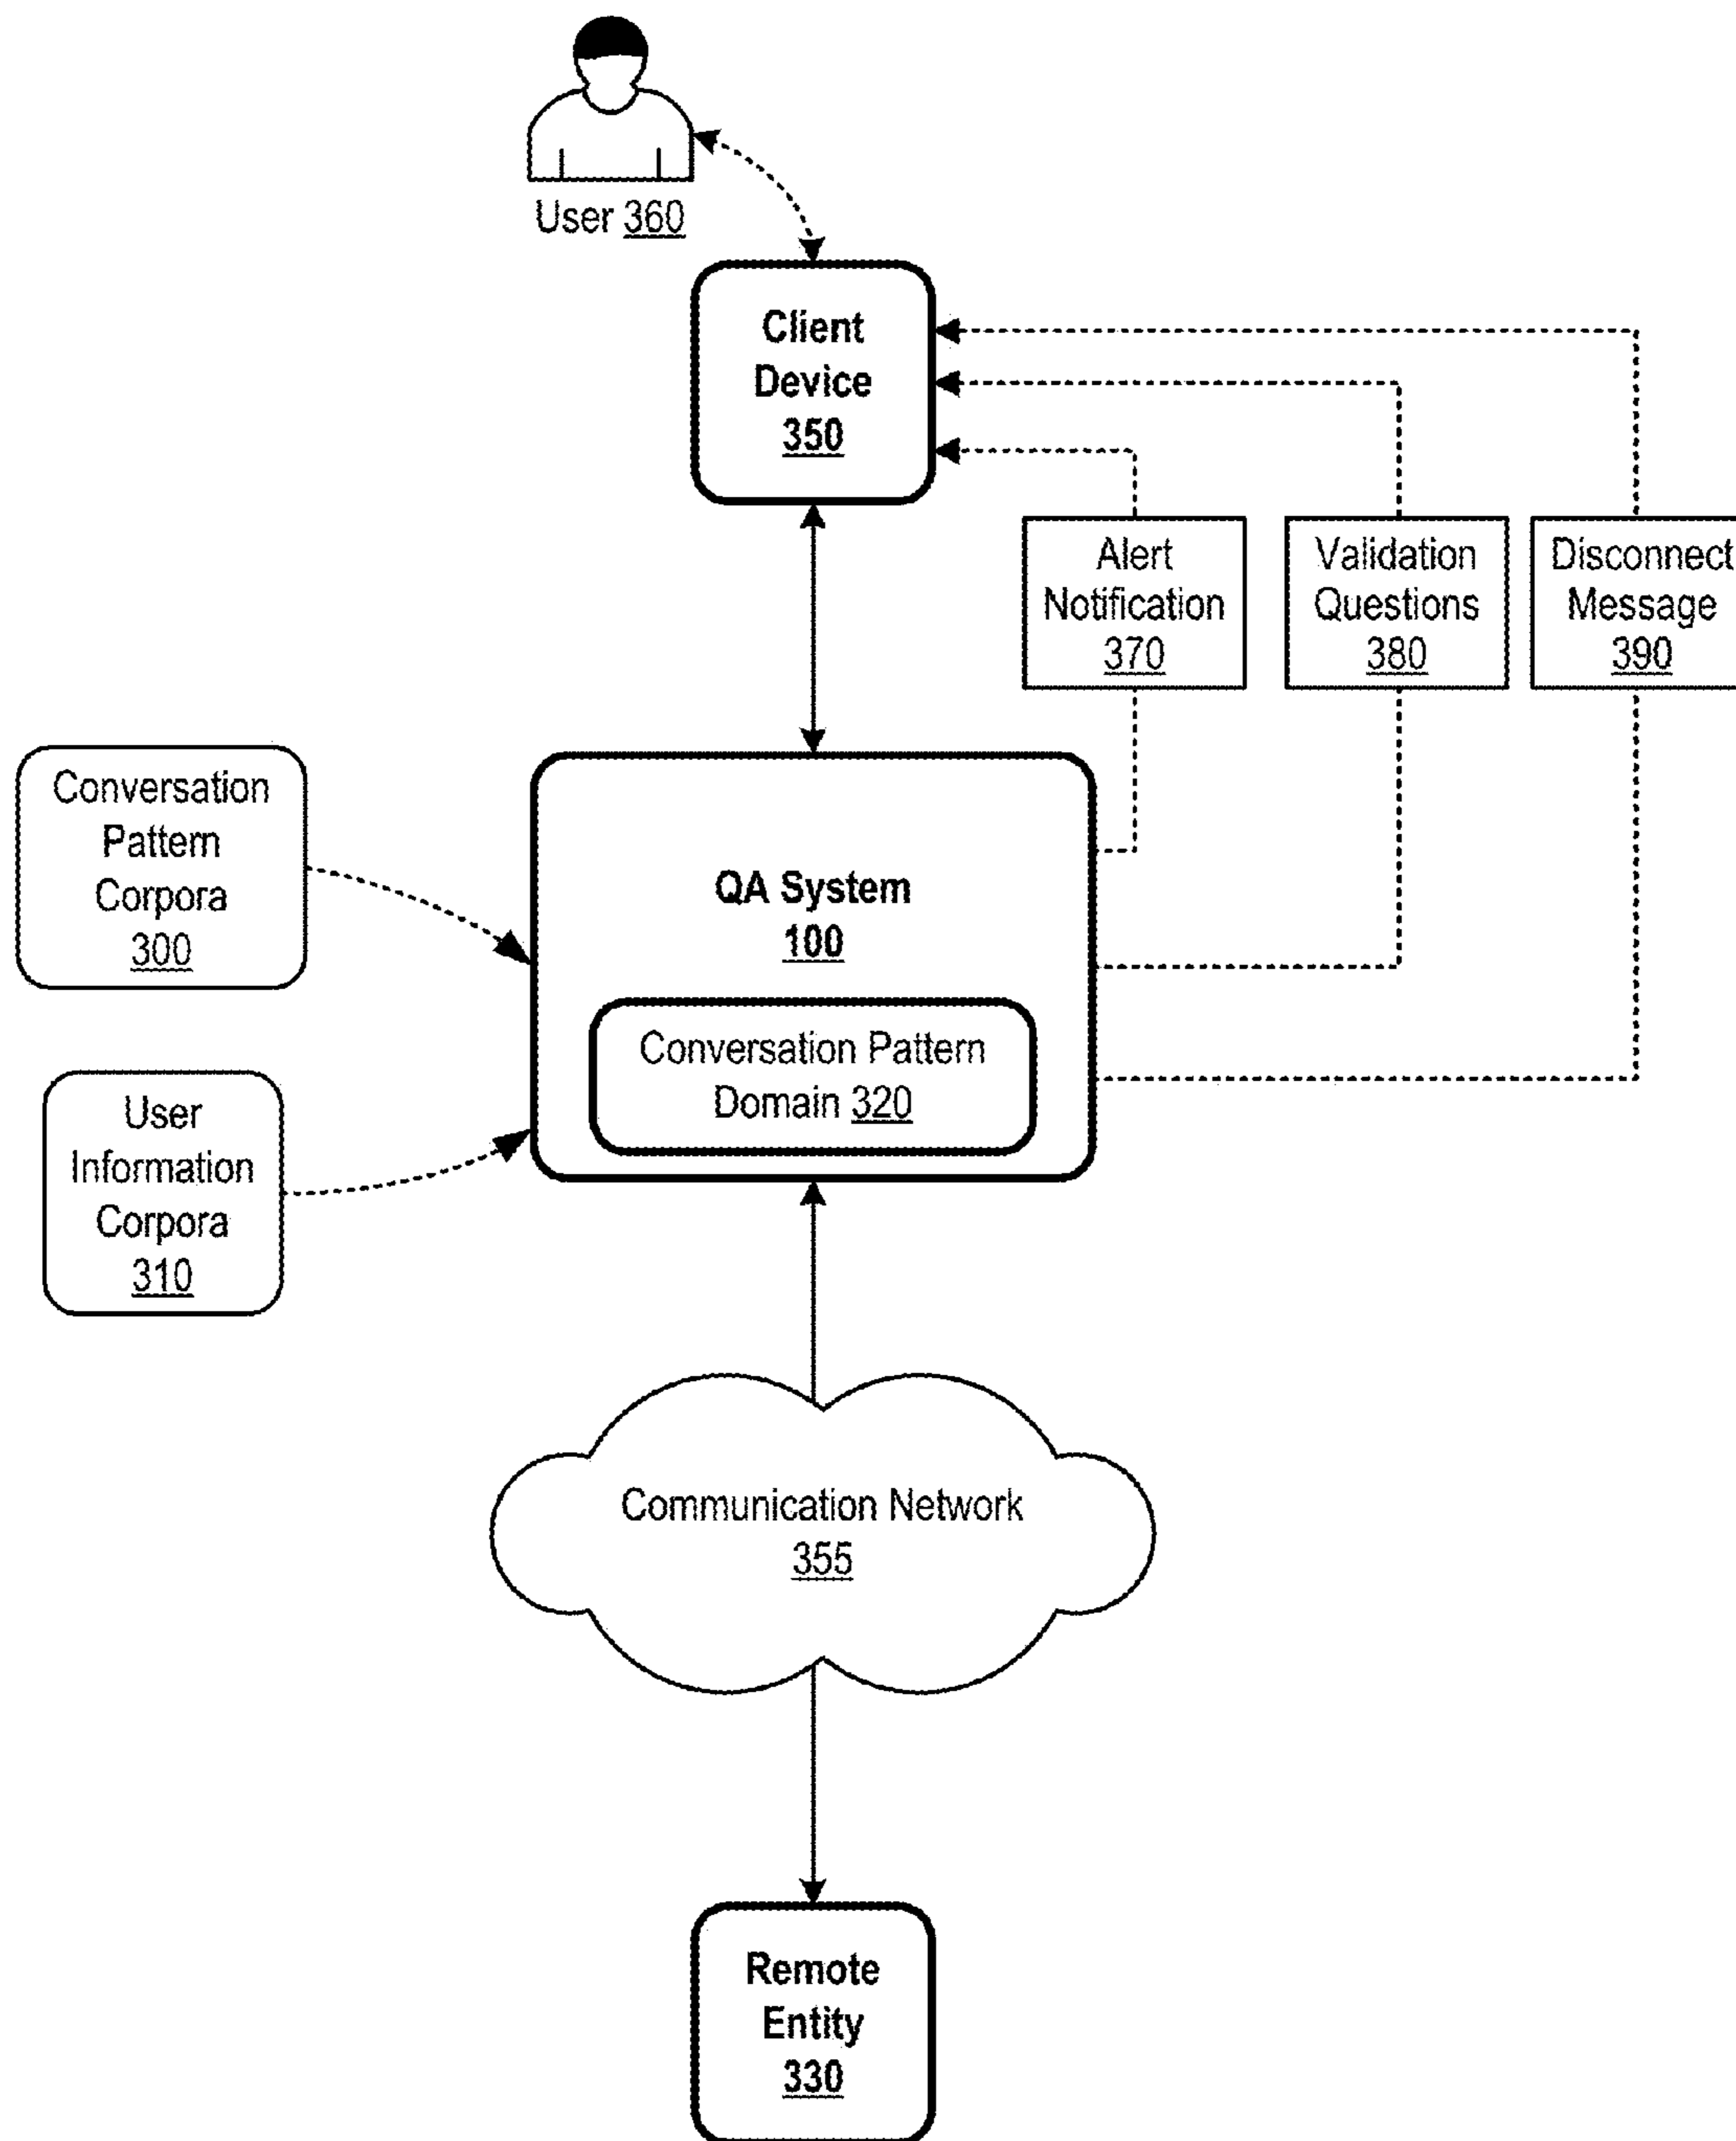 User 360
Client
Device
350
Alert
Notification
370
Validation
Questions
380
Disconnect
Message
390
Conversation
Pattern
Corpora
300
QA System
100
Conversation Pattern
Domain 320
User
Information
Corpora
310
Communication Network
355
Remote
Entity
330